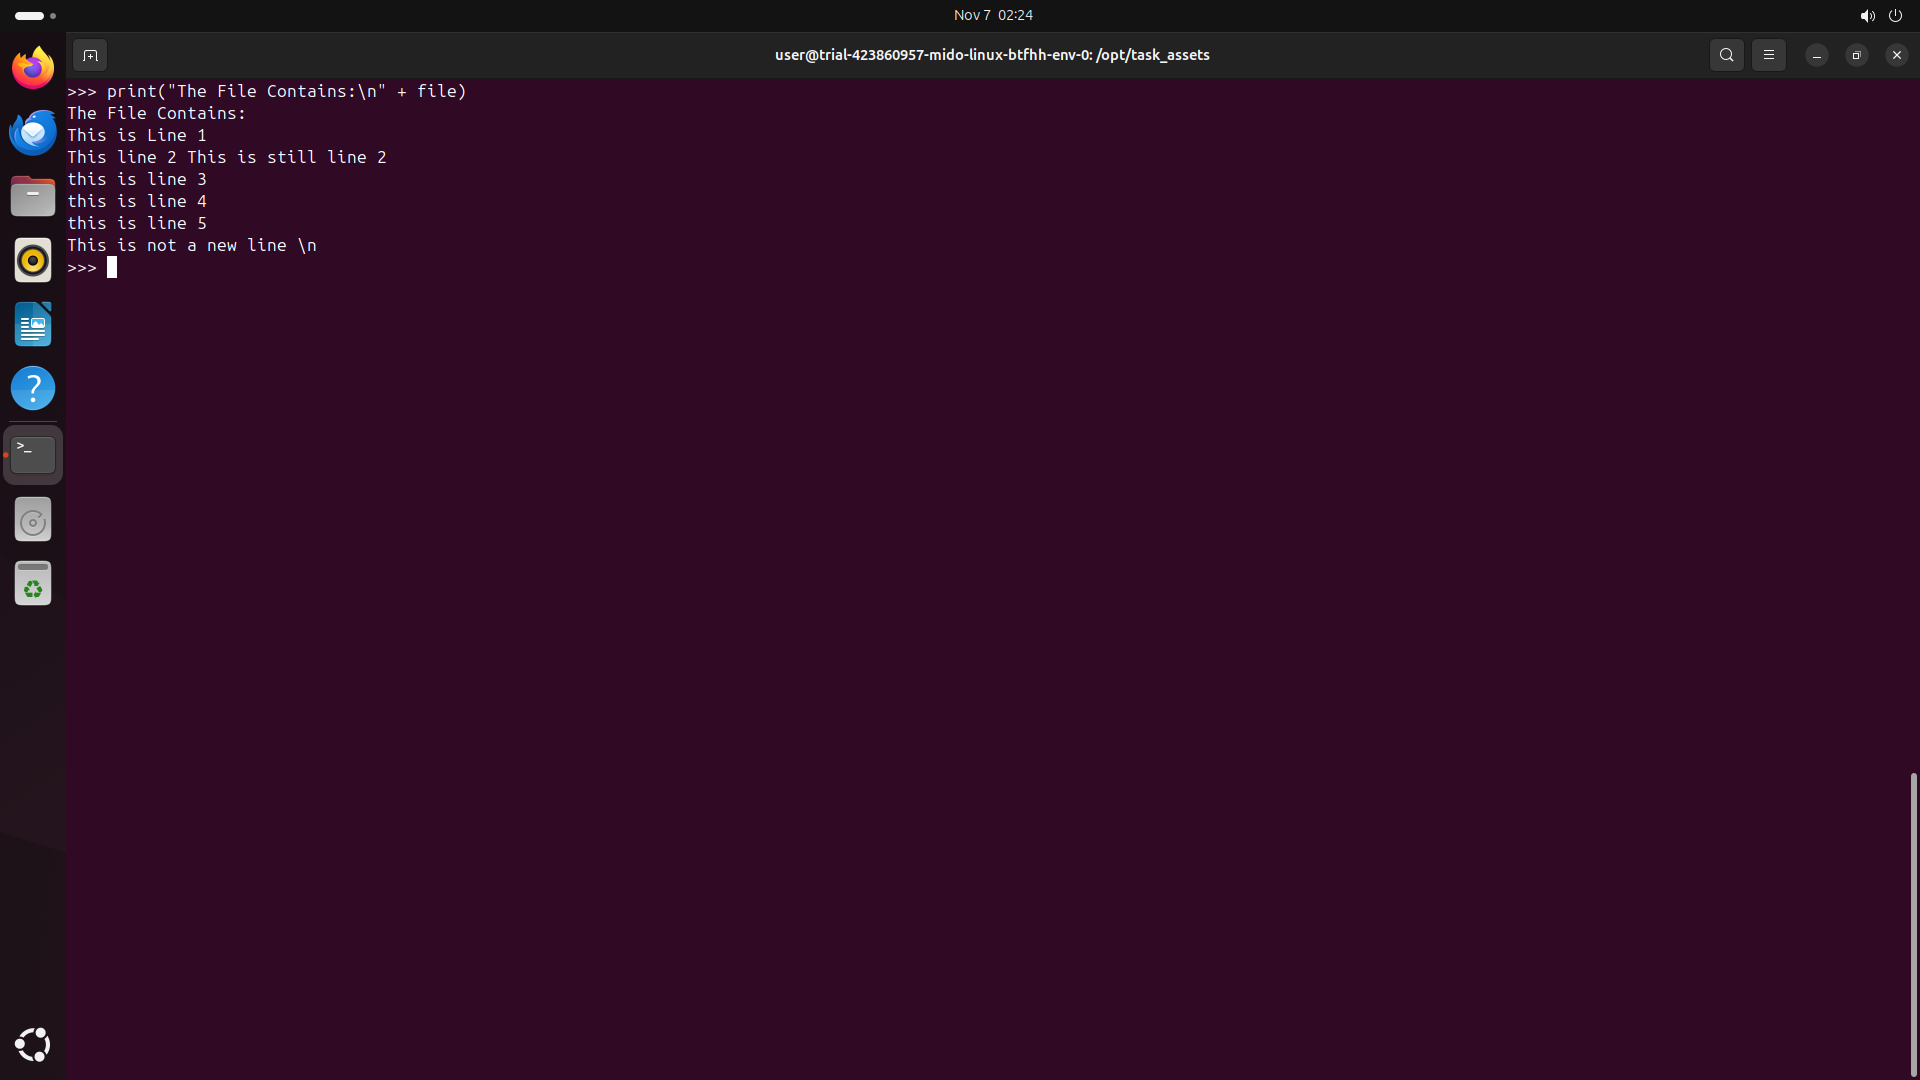 Nov 7 02:24
user@trial-423860957-mido-linux-btfhh-env-0: /opt/task_assets
>>> print("The File Contains:\n" + file)
The File Contains:
This is Line 1
This line 2 This is still line 2
this is line 3
this is line 4
this is line 5
This is not a new line \n
>>>